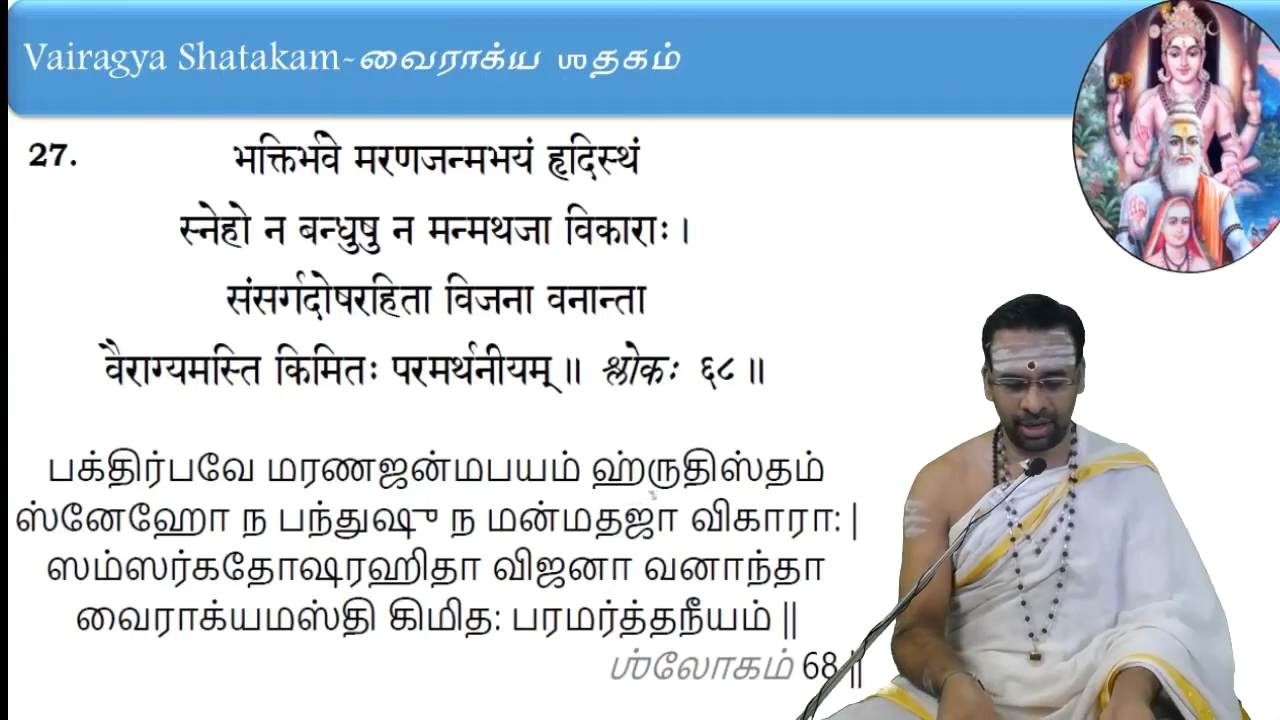 Vairagya Shatakam-வைராக்ய ஶதகம்
27. भक्तिर्भवे मरणजन्मभयं हृदिस्थं
स्नेहो न बन्धुषु न मन्मथजा विकाराः ।
संसर्गदोषरहिता विजना वनान्ता
वैराग्यमस्ति किमितः परमर्थनीयम् ॥ श्लोकः ६८ ॥
பக்திர்பவே மரணஜன்மபயம் ஹ்ருதிஸ்தம்
ஸ்னேஹோ ந பந்துஷு ந மன்மதஜா விகாரா: |
ஸம்ஸர்கதோஷரஹிதா விஜனா வனாந்தா
வைராக்யமஸ்தி கிமித: பரமர்த்தநீயம் ||
ஶ்லோகம் 68 ||